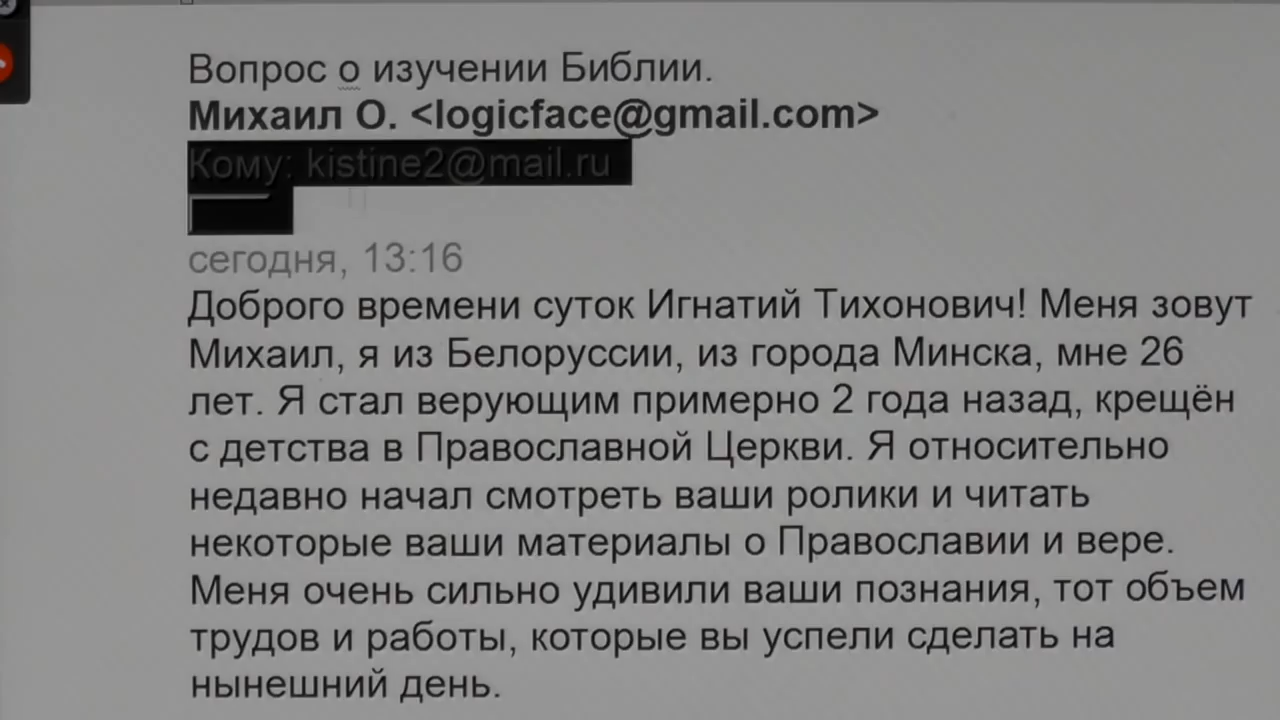 Вопрос о изучении Библии.
Михаил О. <logicface@gmail.com>
Кому: kistine2@mail.ru
сегодня, 13:16
Доброго времени суток Игнатий Тихонович! Меня зовут
Михаил, я из Белоруссии, из города Минска, мне 26
лет. Я стал верующим примерно 2 года назад, крещён
с детства в Православной Церкви. Я относительно
недавно начал смотреть ваши ролики и читать
некоторые ваши материалы о Православии и вере.
Меня очень сильно удивили ваши познания, тот объем
трудов и работы, которые вы успели сделать на
нынешний день.